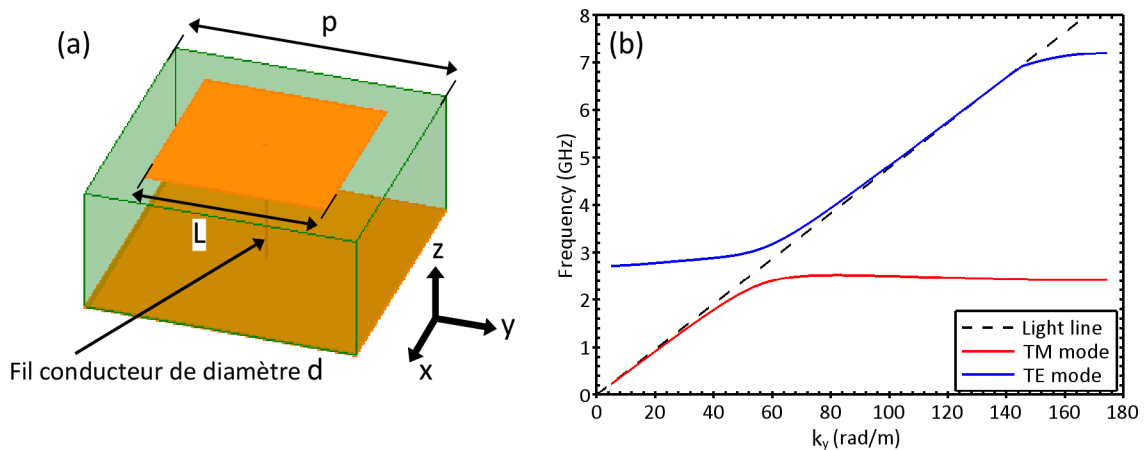 (a)
p
L
z
y
x
Fil conducteur de diamètre d
(b)
Frequency (GHz)
8
7
6
5
4
3
2
1
0
0 20 40 60 80 100 120 140 160 180
k_y (rad/m)
Light line
TM mode
TE mode